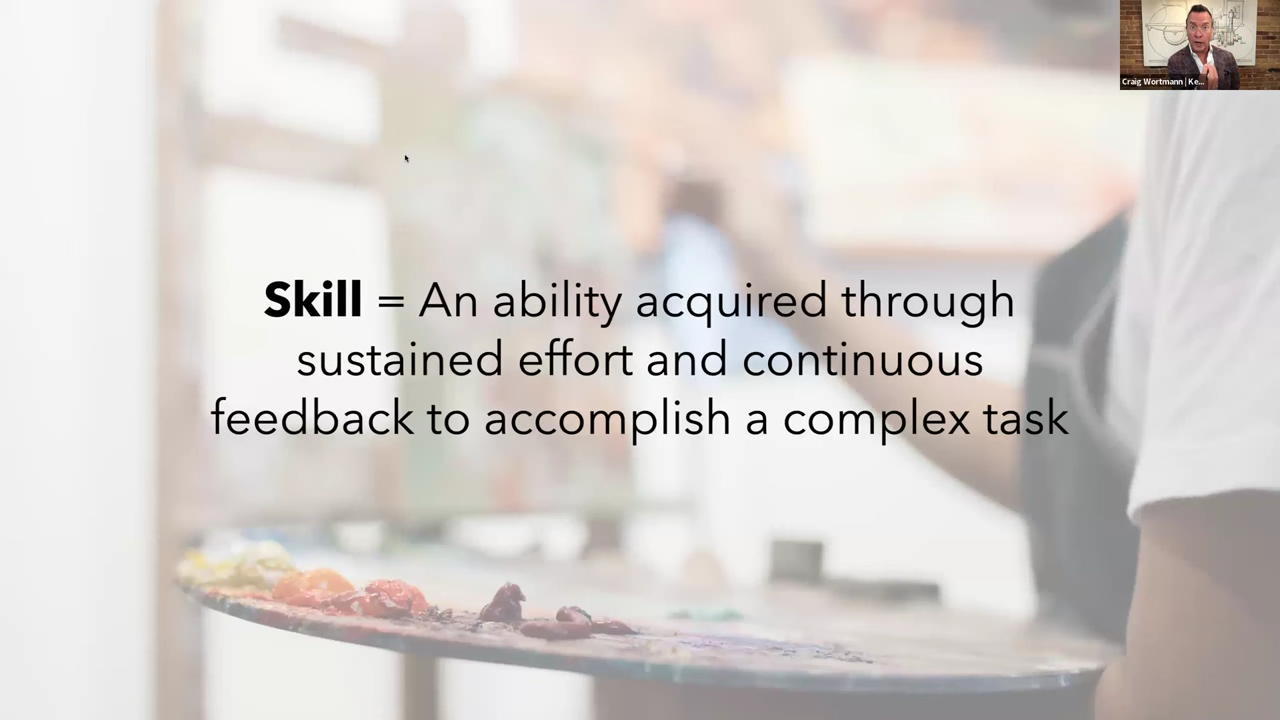 Craig Wortmann | Ke...
Skill = An ability acquired through
sustained effort and continuous
feedback to accomplish a complex task